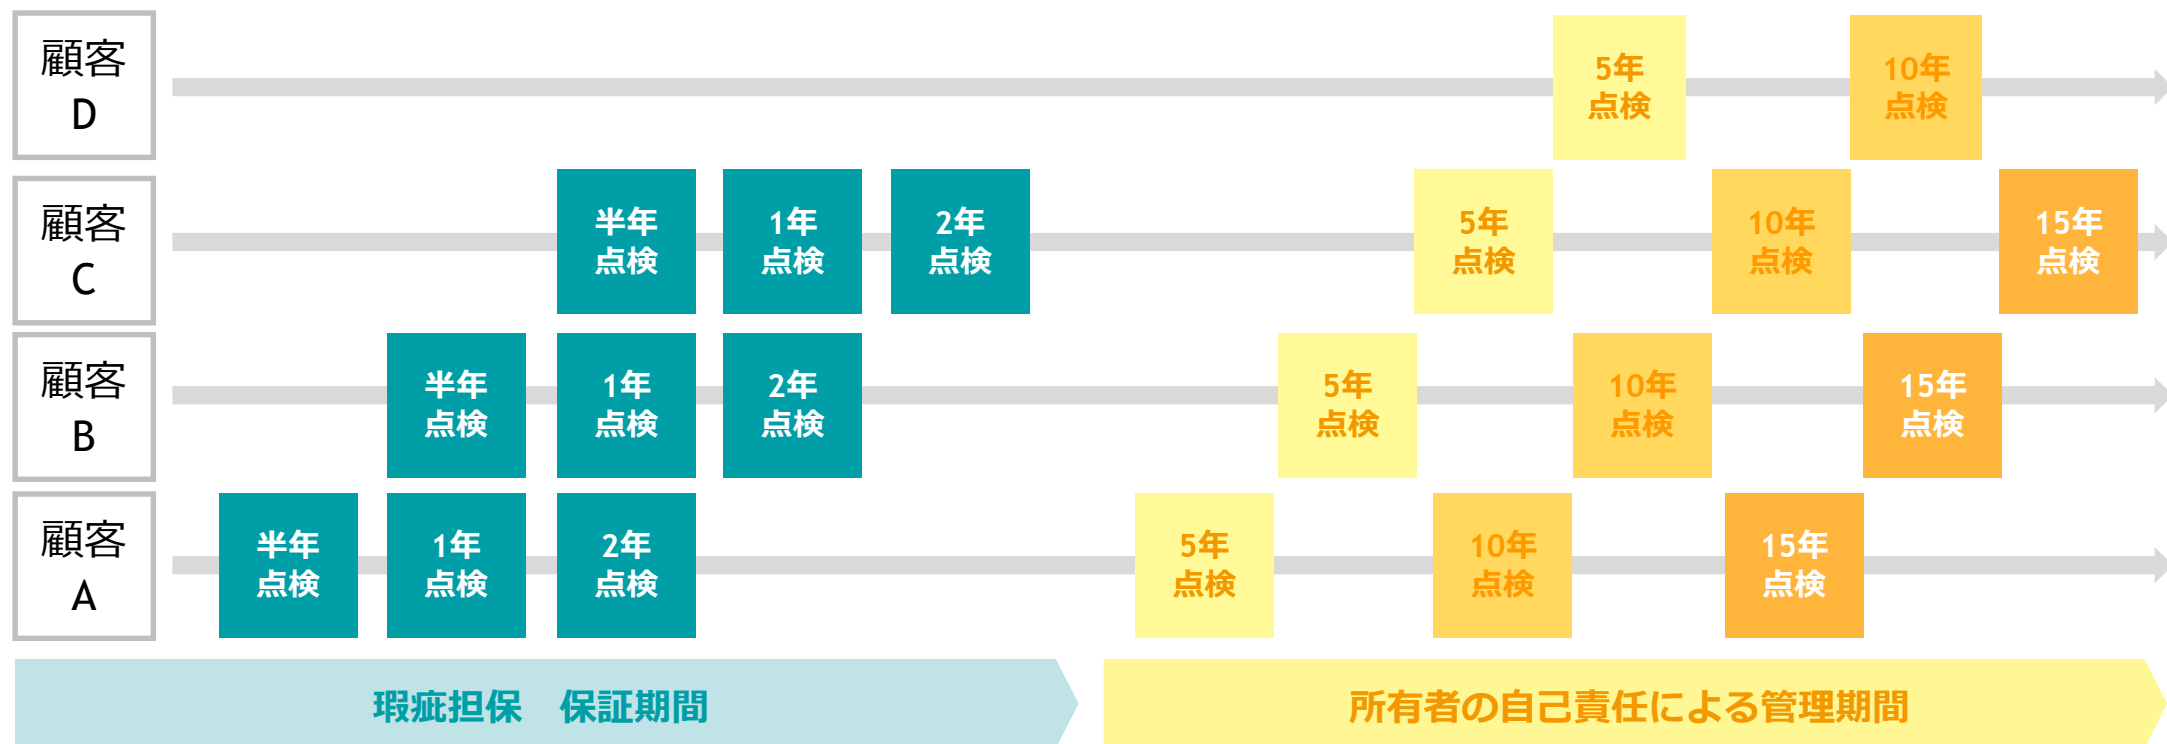 顧客
D
5年
点検
10年
点検
顧客
C
半年
点検
1年
点検
2年
点検
5年
点検
10年
点検
15年
点検
顧客
B
半年
点検
1年
点検
2年
点検
5年
点検
10年
点検
15年
点検
顧客
A
半年
点検
1年
点検
2年
点検
5年
点検
10年
点検
15年
点検
瑕疵担保　保証期間
所有者の自己責任による管理期間